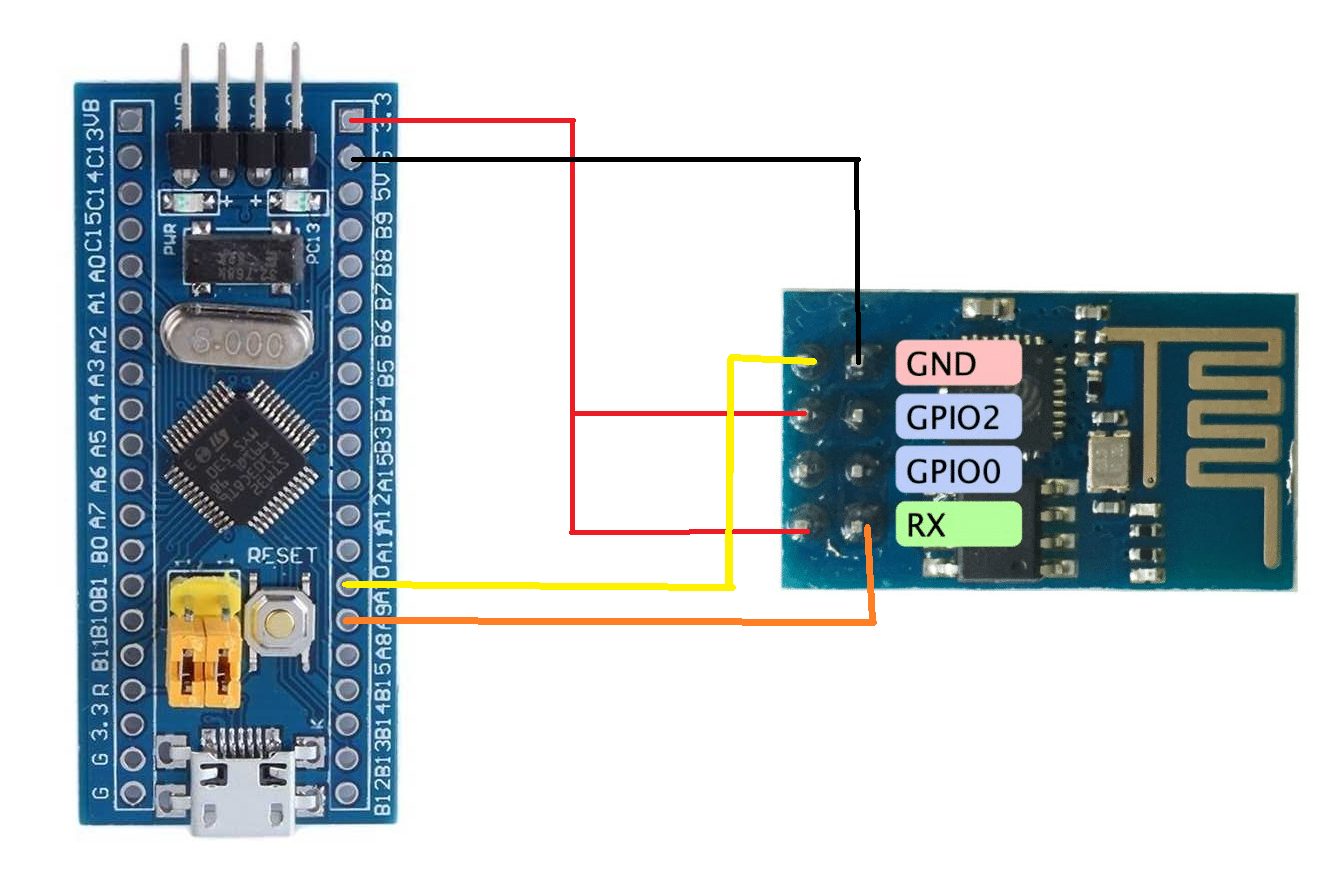 VB
C13
C14
C15
A0
A1
A2
A3
A4
A5
A6
A7
B0
B1
B10
B11
R
3.3
G
G
+
+
PWR
PC13
8.000
RESET
3.3
G
5V
B9
B8
B7
B6
B5
B4
B3
A15
A12
A11
A10
A9
A8
B15
B14
B13
B12
GND
GPIO2
GPIO0
RX